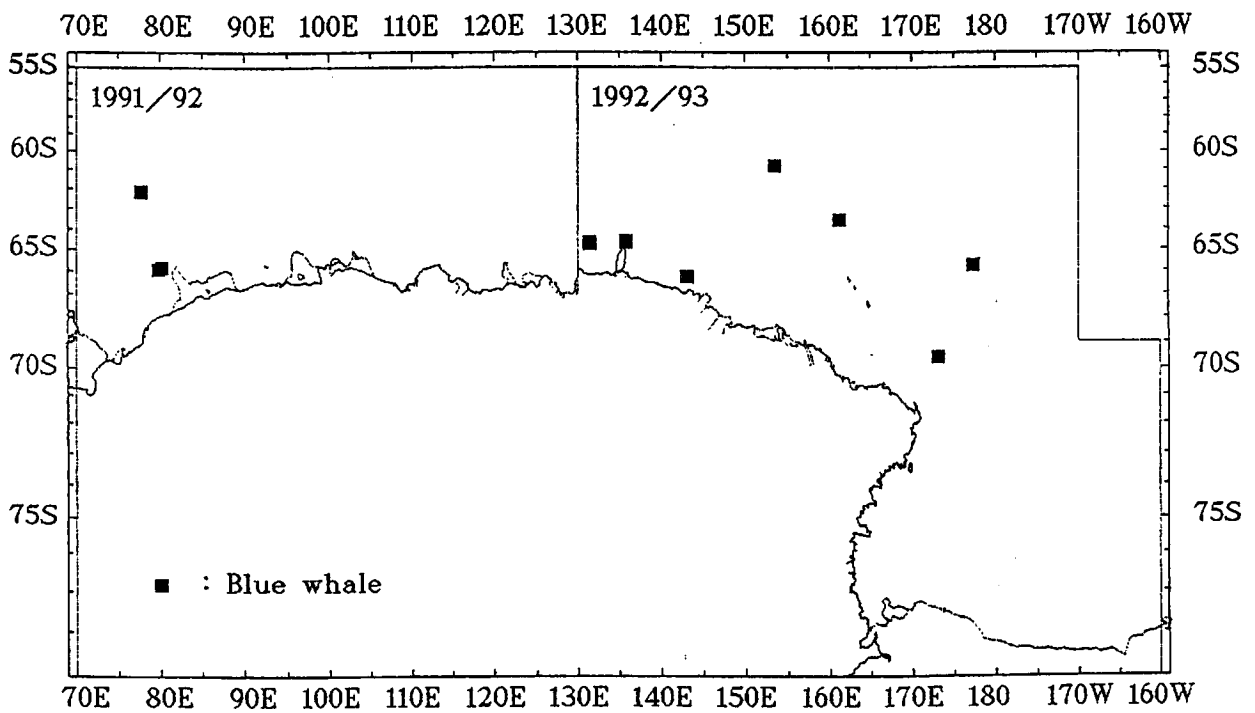 70E 80E 90E 100E 110E 120E 130E 140E 150E 160E 170E 180 170W 160W
55S 55S
1991/92 1992/93
60S 60S
65S 65S
70S 70S
75S 75S
■ : Blue whale
70E 80E 90E 100E 110E 120E 130E 140E 150E 160E 170E 180 170W 160W